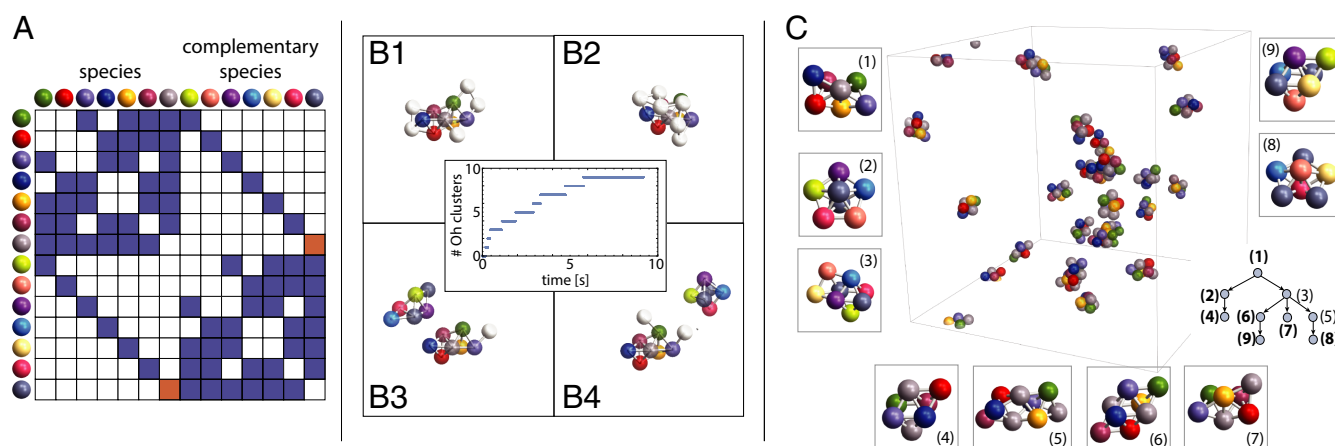 A
complementary
species
species
B1
B2
B3
B4
# Oh clusters
10
5
0
0
5
10
time [s]
C
(1)
(2)
(3)
(4)
(5)
(6)
(7)
(8)
(9)
(1)
(2)
(3)
(4)
(6)
(7)
(5)
(9)
(8)